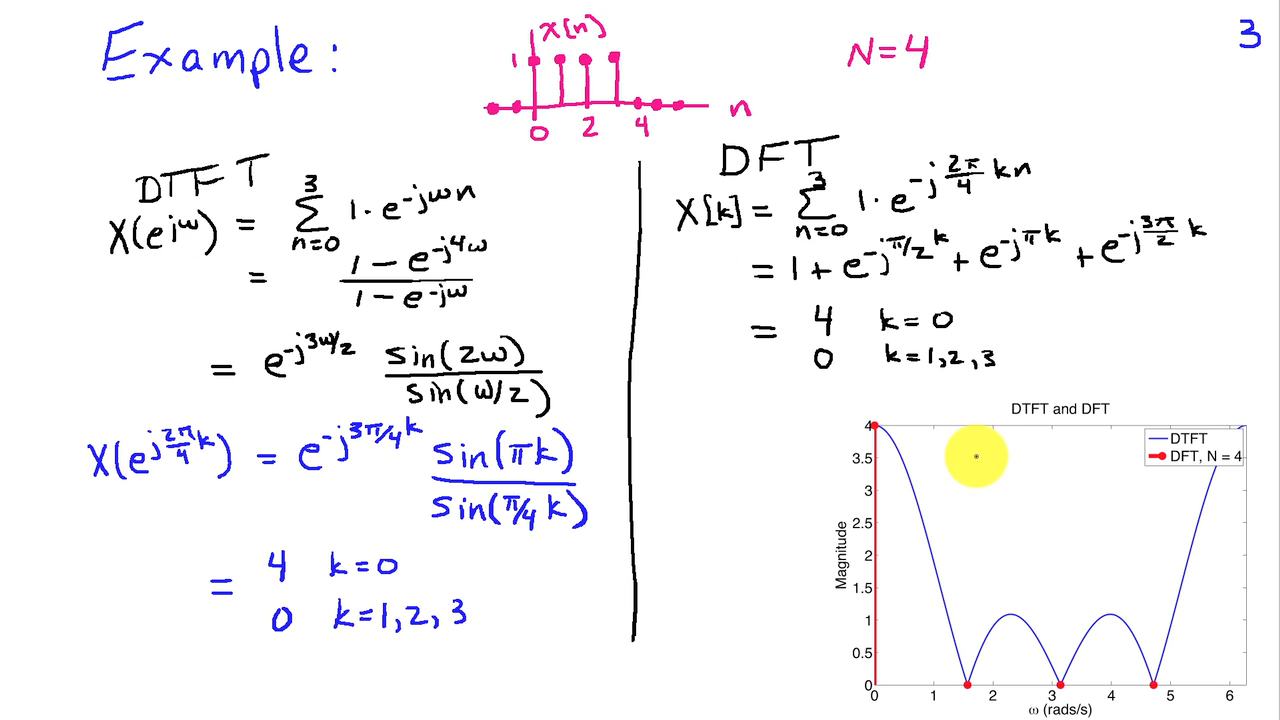 Example:
x[n]
N=4
3
1
n
0 2 4
DTFT
X(e^{jω}) = Σ_{n=0}^{3} 1· e^{-jωn}
= (1 - e^{-j4ω}) / (1 - e^{-jω})
= e^{-j3ω/2} sin(2ω) / sin(ω/2)
X(e^{j\frac{2π}{4}k}) = e^{-j3π/4 k} sin(πk) / sin(π/4 k)
= 4 k=0
0 k=1,2,3
DFT
X[k] = Σ_{n=0}^{3} 1· e^{-j\frac{2π}{4}kn}
= 1 + e^{-jπ/2 k} + e^{-jπk} + e^{-j\frac{3π}{2}k}
= 4 k=0
0 k=1,2,3
DTFT and DFT
DTFT
DFT, N = 4
Magnitude
4
3.5
3
2.5
2
1.5
1
0.5
0
0 1 2 3 4 5 6
ω (rads/s)